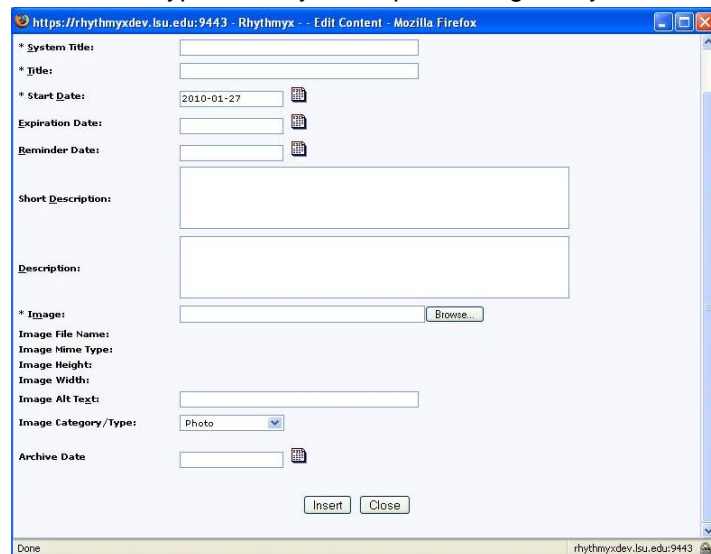 https://rhythmyxdev.lsu.edu:9443 - Rhythmyx - - Edit Content - Mozilla Firefox
* System Title:
* Title:
* Start Date: 2010-01-27
Expiration Date:
Reminder Date:
Short Description:
Description:
* Image: Browse...
Image File Name:
Image Mime Type:
Image Height:
Image Width:
Image Alt Text:
Image Category/Type: Photo
Archive Date
Insert Close
Done rhythmyxdev.lsu.edu:9443